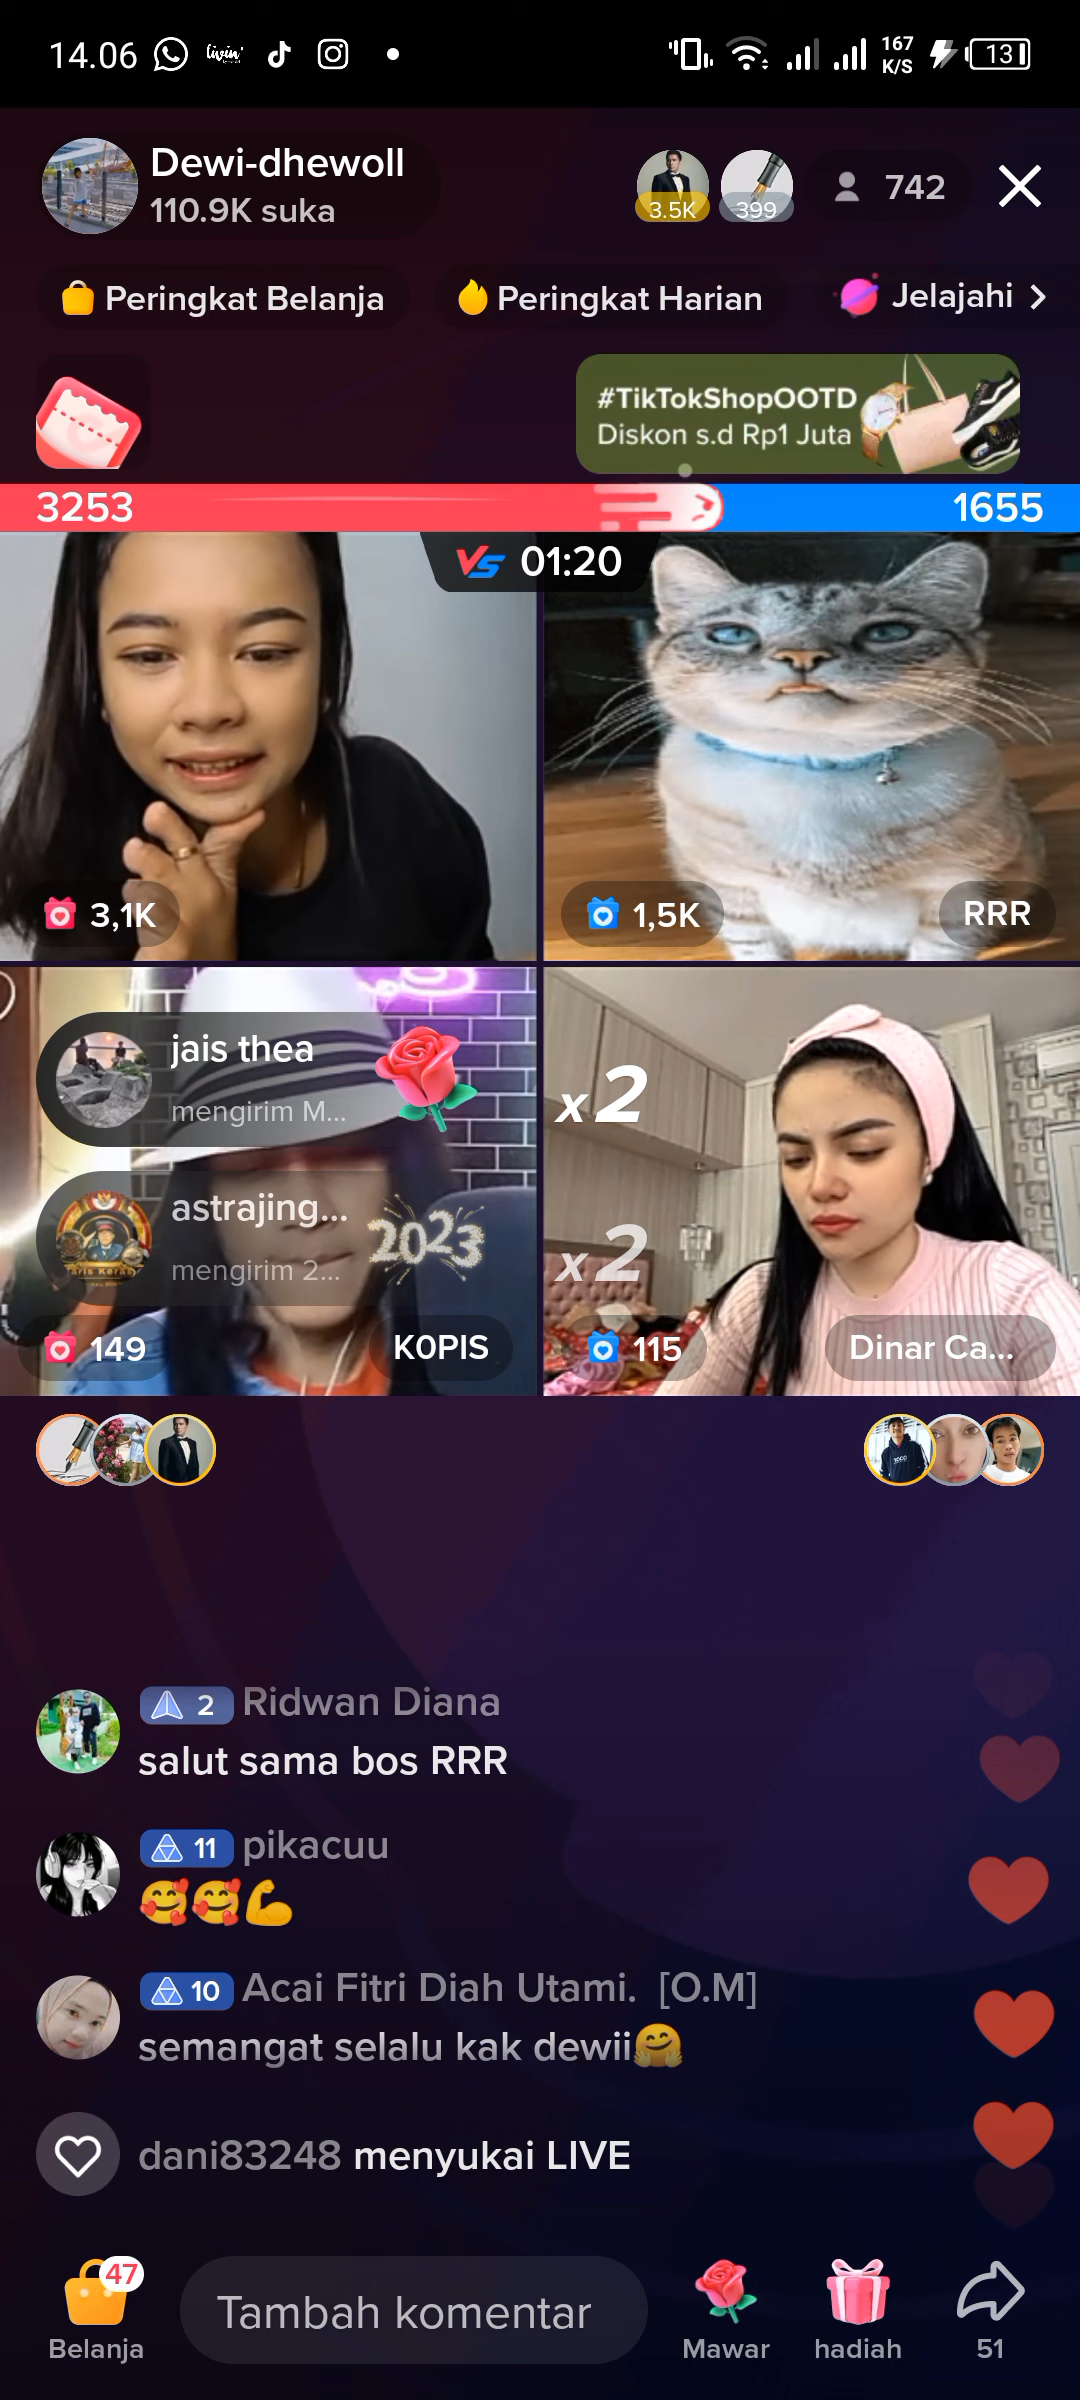 14.06
livin'
167
K/S
13
Dewi-dhewoll
110.9K suka
3.5K
399
742
Peringkat Belanja
Peringkat Harian
Jelajahi
#TikTokShopOOTD
Diskon s.d Rp1 Juta
3253
1655
VS 01:20
3,1K
1,5K
RRR
jais thea
mengirim M...
x2
astrajing...
mengirim 2...
2023
x2
149
K0PIS
115
Dinar Ca...
2 Ridwan Diana
salut sama bos RRR
11 pikacuu
🥰🥰💪
10 Acai Fitri Diah Utami. [O.M]
semangat selalu kak dewii🤗
dani83248 menyukai LIVE
47
Belanja
Tambah komentar
Mawar
hadiah
51